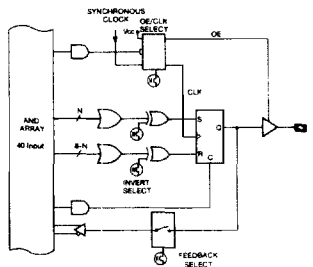 SYNCHRONOUS
CLOCK
Vcc
OE/CLK
SELECT
OE
CLK
N
S
Q
AND
ARRAY
40 Input
8-N
R
C
INVERT
SELECT
FEEDBACK
SELECT